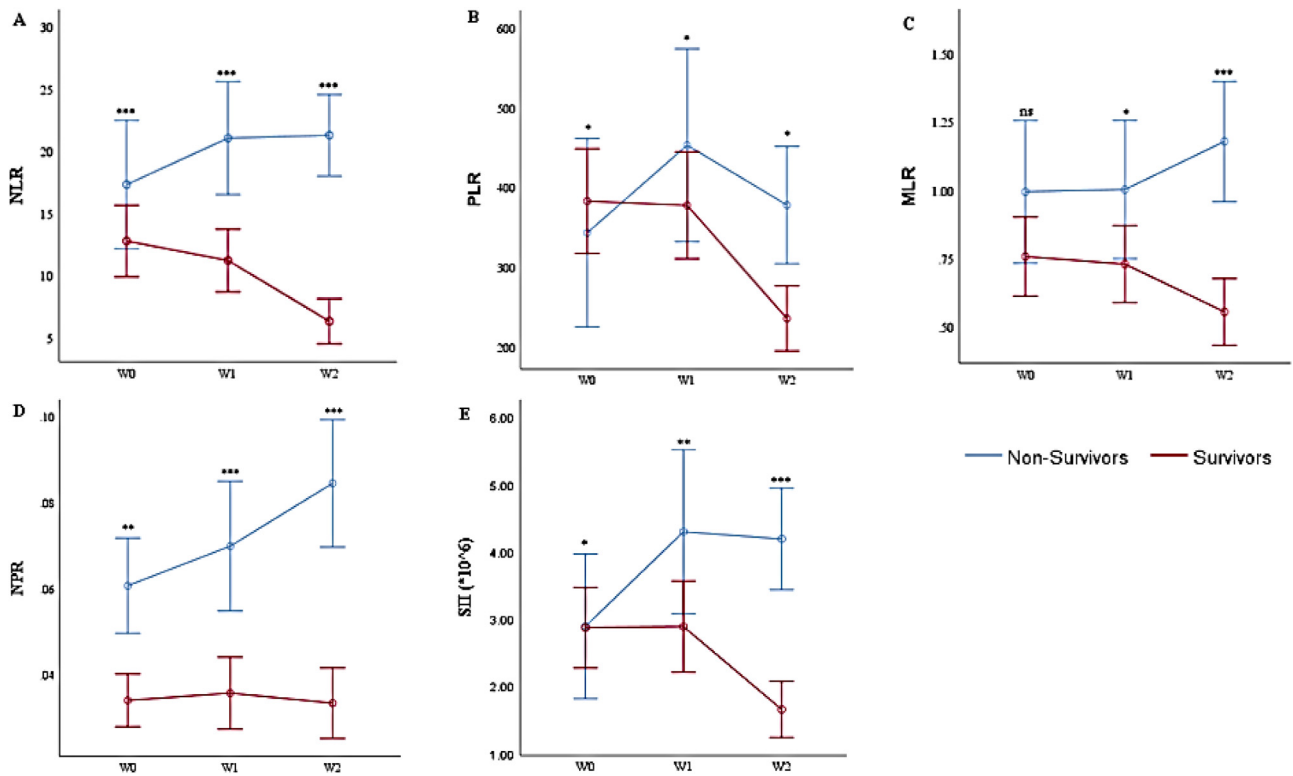 A
NLR
30
25
20
15
10
5
***
***
***
W0
W1
W2
B
PLR
600
500
400
300
200
*
*
*
W0
W1
W2
C
MLR
1.50
1.25
1.00
.75
.50
ns
*
***
W0
W1
W2
D
NPR
.10
.08
.06
.04
**
***
***
W0
W1
W2
E
SII (*10^6)
6.00
5.00
4.00
3.00
2.00
1.00
*
**
***
W0
W1
W2
Non-Survivors
Survivors